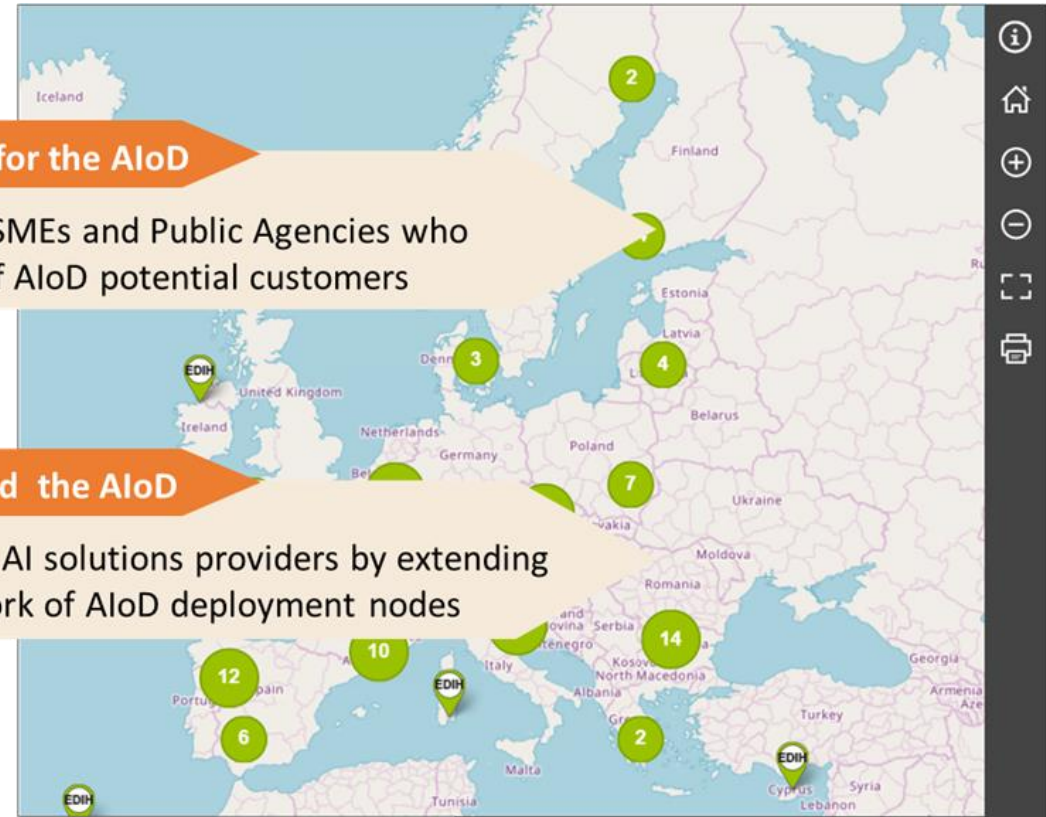 2
Iceland
Finland
for the AIoD
SMEs and Public Agencies who
AIoD potential customers
Estonia
Latvia
3
4
EDIH
United Kingdom
Belarus
Ireland
Netherlands
Poland
Germany
d the AIoD
7
Ukraine
AI solutions providers by extending
Moldova
of AIoD deployment nodes
Romania
and
Serbia
14
10
Italy
North Macedonia
Georgia
12
EDIH
Albania
Armenia
Turkey
6
2
EDIH
Malta
Cyprus
Syria
EDIH
Tunisia
Lebanon